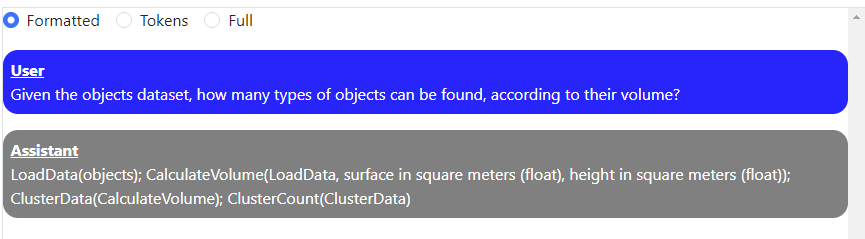 Formatted Tokens Full
User
Given the objects dataset, how many types of objects can be found, according to their volume?
Assistant
LoadData(objects); CalculateVolume(LoadData, surface in square meters (float), height in square meters (float));
ClusterData(CalculateVolume); ClusterCount(ClusterData)